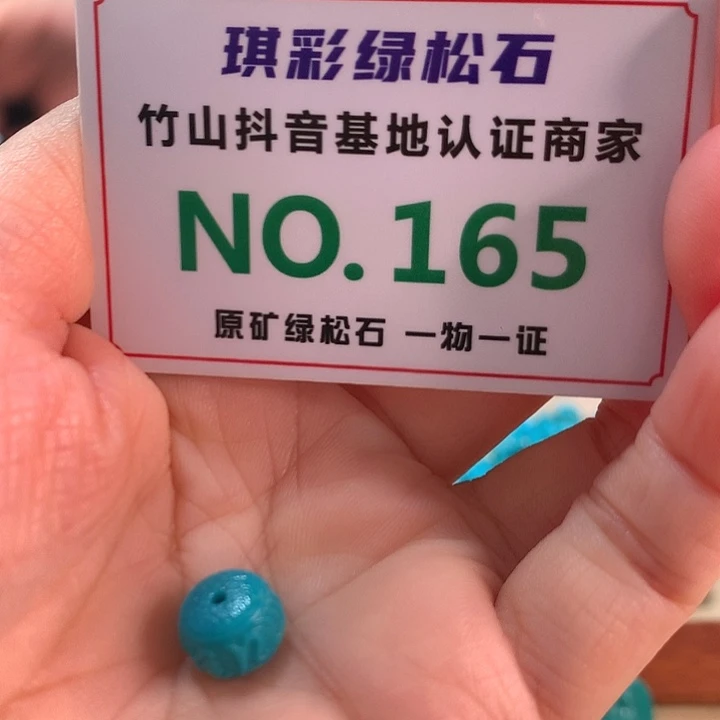 琪彩绿松石
竹山抖音基地认证商家
NO.165
原矿绿松石 一物一证